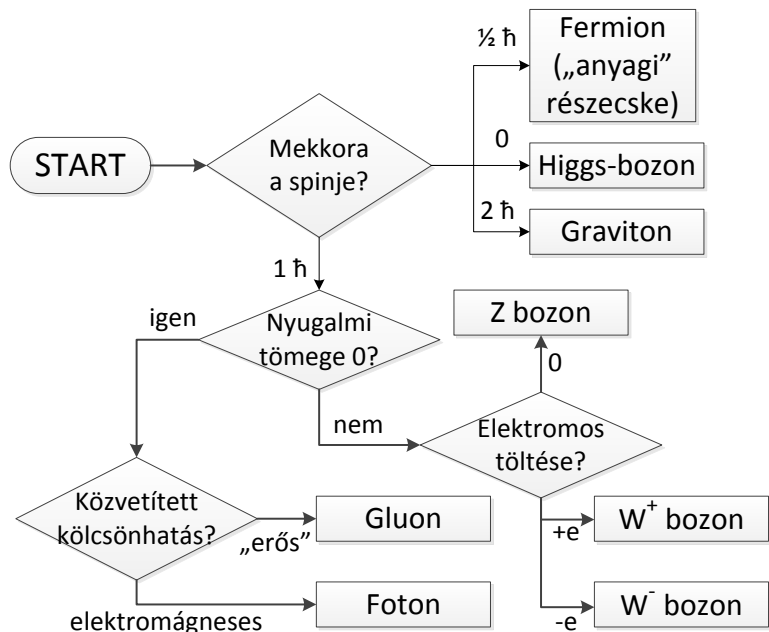 ½ ħ
Fermion
(„anyagi”
részecske)
START
Mekkora
a spinje?
0
Higgs-bozon
2 ħ
Graviton
1 ħ
igen
Nyugalmi
tömege 0?
Z bozon
0
nem
Elektromos
töltése?
Közvetített
kölcsönhatás?
„erős”
Gluon
+e
W⁺ bozon
elektromágneses
Foton
-e
W⁻ bozon